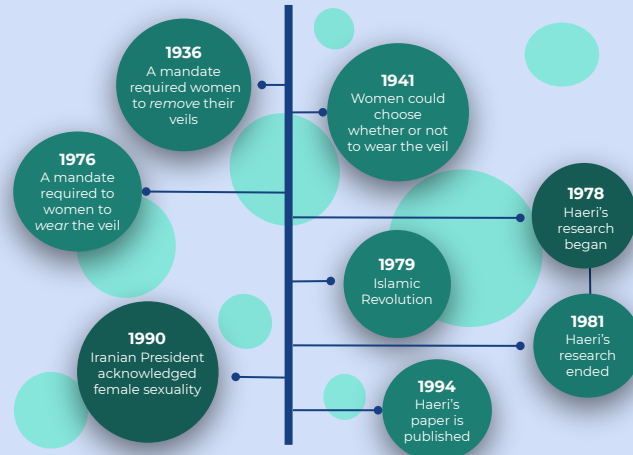 1936
A mandate
required women
to remove their
veils
1941
Women could
choose
whether or not
to wear the veil
1976
A mandate
required to
women to
wear the veil
1978
Haeri's
research
began
1979
Islamic
Revolution
1981
Haeri's
research
ended
1990
Iranian President
acknowledged
female sexuality
1994
Haeri's
paper is
published